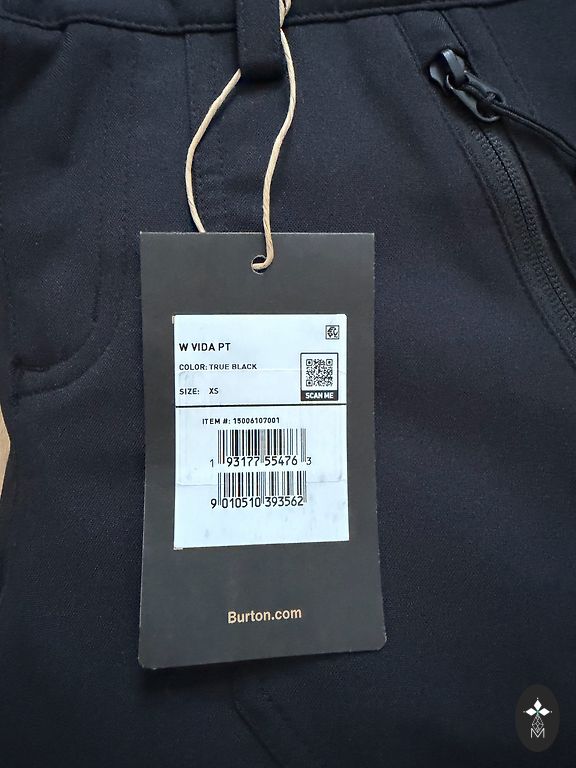 W VIDA PT
COLOR: TRUE BLACK
SIZE: XS
SCAN ME
ITEM #: 15006107001
1 93177 55476 3
9 010510 393562
Burton.com
M